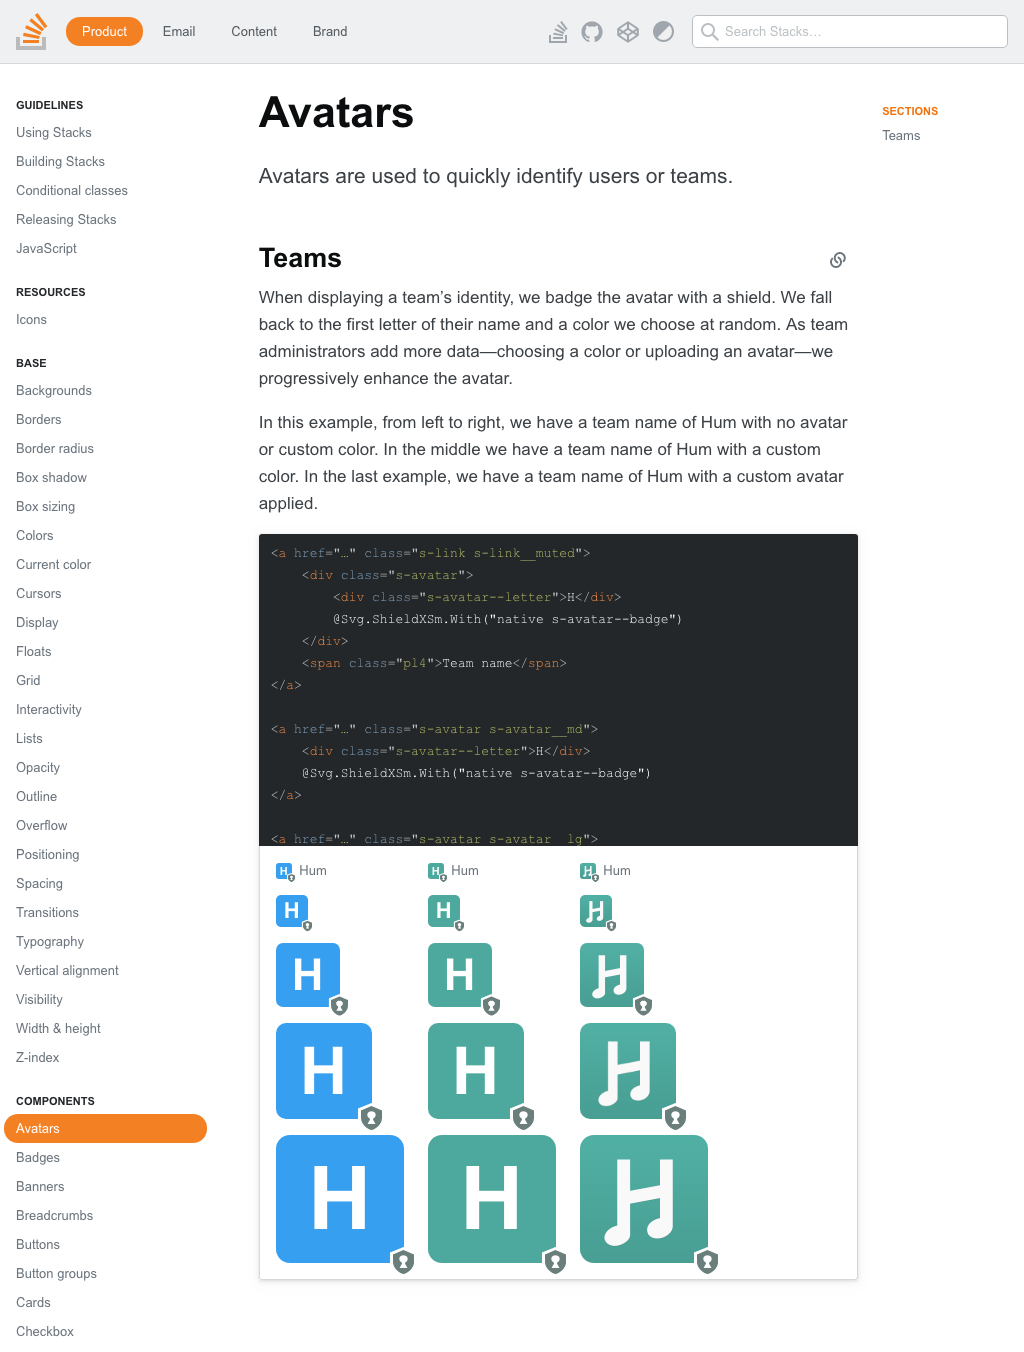 Product Email Content Brand Search Stacks…
GUIDELINES
Using Stacks
Building Stacks
Conditional classes
Releasing Stacks
JavaScript
RESOURCES
Icons
BASE
Backgrounds
Borders
Border radius
Box shadow
Box sizing
Colors
Current color
Cursors
Display
Floats
Grid
Interactivity
Lists
Opacity
Outline
Overflow
Positioning
Spacing
Transitions
Typography
Vertical alignment
Visibility
Width & height
Z-index
COMPONENTS
Avatars
Badges
Banners
Breadcrumbs
Buttons
Button groups
Cards
Checkbox
Avatars
Avatars are used to quickly identify users or teams.
Teams
When displaying a team’s identity, we badge the avatar with a shield. We fall
back to the first letter of their name and a color we choose at random. As team
administrators add more data—choosing a color or uploading an avatar—we
progressively enhance the avatar.
In this example, from left to right, we have a team name of Hum with no avatar
or custom color. In the middle we have a team name of Hum with a custom
color. In the last example, we have a team name of Hum with a custom avatar
applied.
<a href="…" class="s-link s-link__muted">
<div class="s-avatar">
<div class="s-avatar--letter">H</div>
@Svg.ShieldXSm.With("native s-avatar--badge")
</div>
<span class="pl4">Team name</span>
</a>
<a href="…" class="s-avatar s-avatar__md">
<div class="s-avatar--letter">H</div>
@Svg.ShieldXSm.With("native s-avatar--badge")
</a>
<a href="…" class="s-avatar s-avatar__lg">
H Hum H Hum H Hum
H H H
H H H
H H H
H H H
SECTIONS
Teams